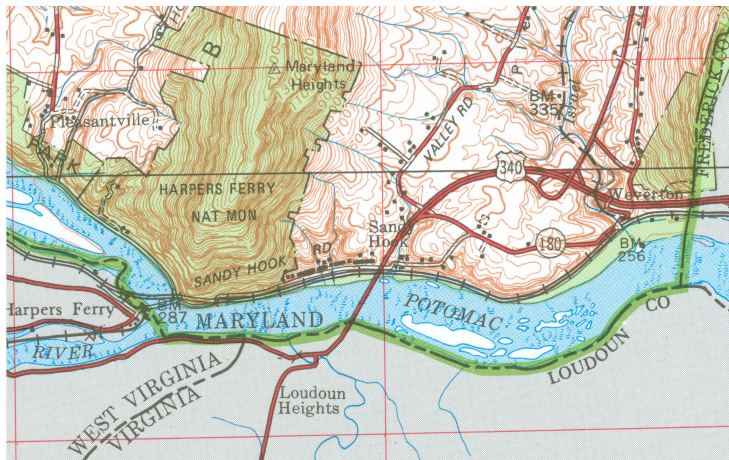 B
Maryland
Heights
Pleasantville
PARK
VALLEY RD
BM
335
FREDERICK CO
340
HARPERS FERRY
NAT MON
Weverton
Sandy
Hook
SANDY HOOK RD
180
BM
256
BM
287
Harpers Ferry
MARYLAND
POTOMAC
RIVER
LOUDOUN CO
WEST VIRGINIA
VIRGINIA
Loudoun
Heights